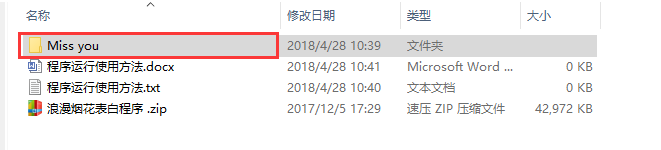 名称 修改日期 类型 大小
Miss you 2018/4/28 10:39 文件夹
程序运行使用方法.docx 2018/4/28 10:41 Microsoft Word ... 0 KB
程序运行使用方法.txt 2018/4/28 10:40 文本文档 0 KB
浪漫烟花表白程序 .zip 2017/12/5 17:29 速压 ZIP 压缩文件 42,972 KB